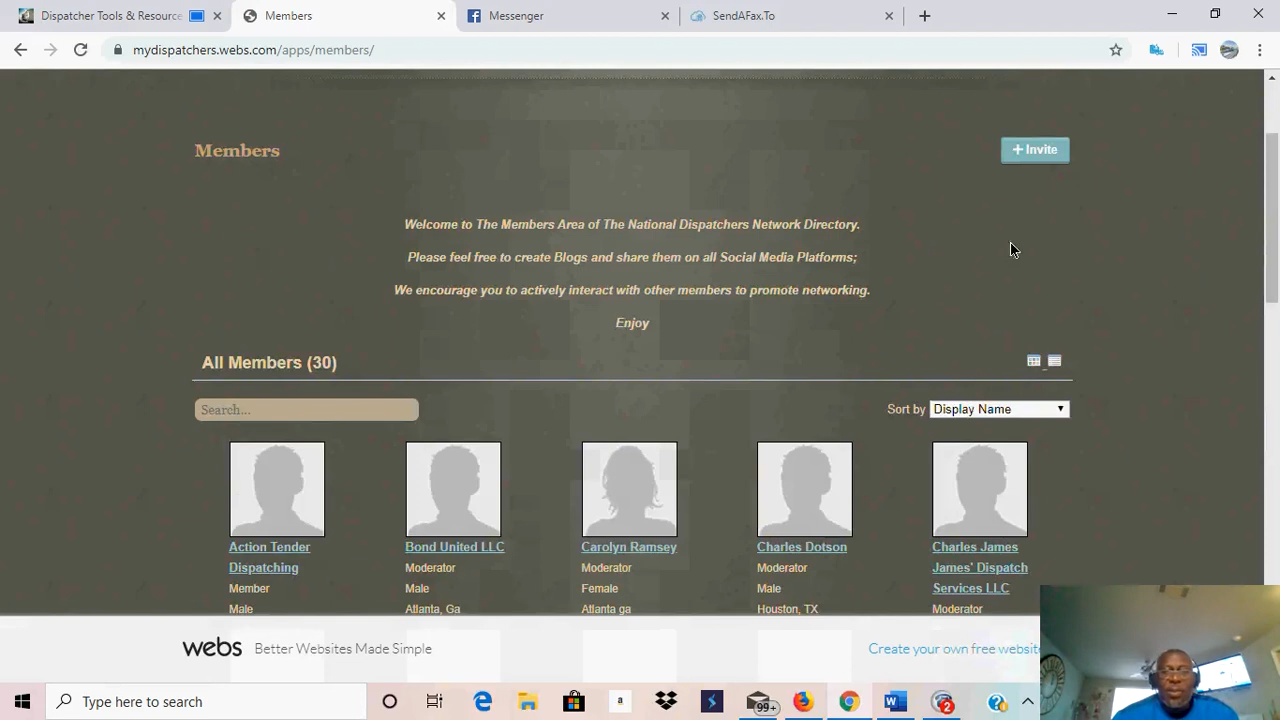 Dispatcher Tools & Resource
Members
Messenger
SendAFax.To
mydispatchers.webs.com/apps/members/
Members
+ Invite
Welcome to The Members Area of The National Dispatchers Network Directory.
Please feel free to create Blogs and share them on all Social Media Platforms;
We encourage you to actively interact with other members to promote networking.
Enjoy
All Members (30)
Search...
Sort by Display Name
Action Tender
Dispatching
Member
Male
Bond United LLC
Moderator
Male
Atlanta, Ga
Carolyn Ramsey
Moderator
Female
Atlanta ga
Charles Dotson
Moderator
Male
Houston, TX
Charles James
James' Dispatch
Services LLC
Moderator
webs Better Websites Made Simple
Create your own free websit
Type here to search
a
99+
2